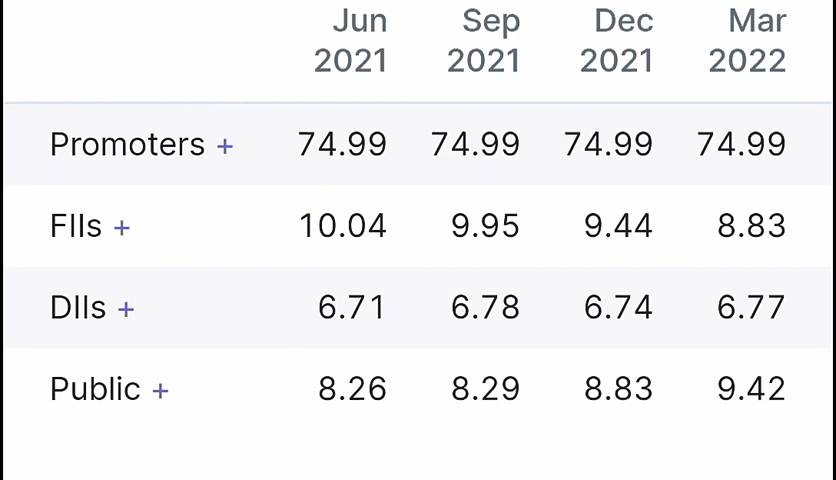 Jun Sep Dec Mar
2021 2021 2021 2022
Promoters + 74.99 74.99 74.99 74.99
FIIs + 10.04 9.95 9.44 8.83
DIIs + 6.71 6.78 6.74 6.77
Public + 8.26 8.29 8.83 9.42